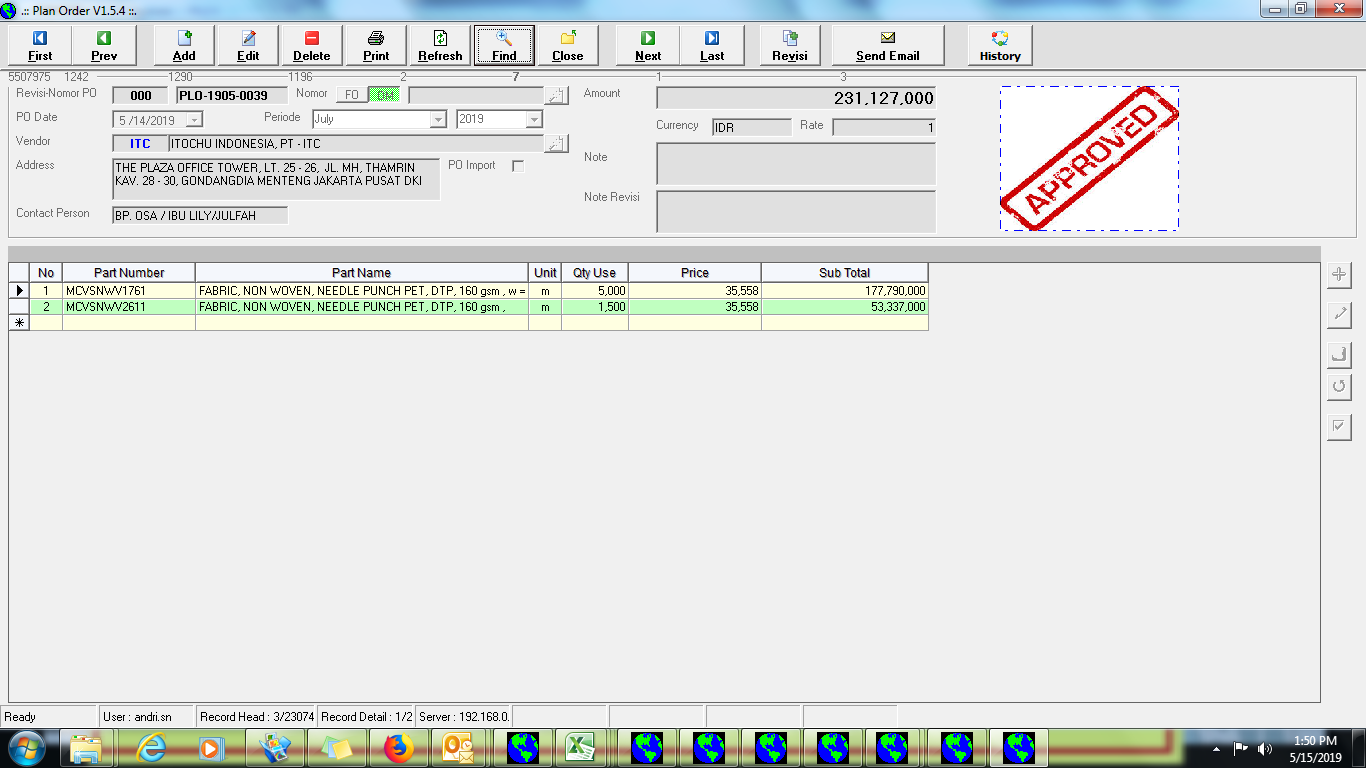 .:: Plan Order V1.5.4 ::.
First Prev Add Edit Delete Print Refresh Find Close Next Last Revisi Send Email History
5507975 1242 1290 1196 2 7 1 3
Revisi-Nomor PO 000 PLO-1905-0039 Nomor FO DM Amount 231,127,000
PO Date 5 /14/2019 Periode July 2019 Currency IDR Rate 1
Vendor ITC ITOCHU INDONESIA, PT - ITC
Address THE PLAZA OFFICE TOWER, LT. 25 - 26, JL. MH, THAMRIN PO Import Note
KAV. 28 - 30, GONDANGDIA MENTENG JAKARTA PUSAT DKI
Note Revisi
Contact Person BP. OSA / IBU LILY/JULFAH
APPROVED
No Part Number Part Name Unit Qty Use Price Sub Total
1 MCVSNWV1761 FABRIC, NON WOVEN, NEEDLE PUNCH PET, DTP, 160 gsm , w = m 5,000 35,558 177,790,000
2 MCVSNWV2611 FABRIC, NON WOVEN, NEEDLE PUNCH PET, DTP, 160 gsm , m 1,500 35,558 53,337,000
Ready User : andri.sn Record Head : 3/23074 Record Detail : 1/2 Server : 192.168.0.
1:50 PM
5/15/2019